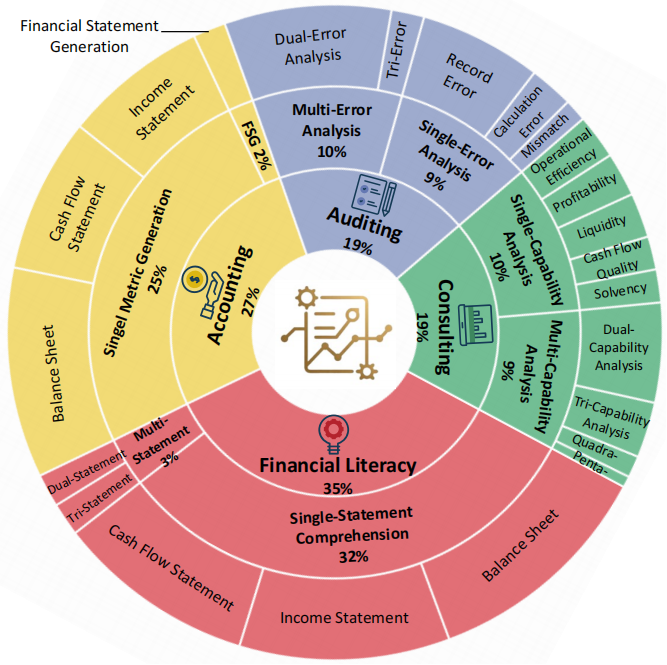 Financial Statement
Generation
Dual-Error
Analysis
Tri-Error
Record
Error
Calculation
Error
Mismatch
Income
Statement
FSG 2%
Multi-Error
Analysis
10%
Single-Error
Analysis
9%
Operational
Efficiency
Profitability
Liquidity
Cash Flow
Quality
Solvency
Cash Flow
Statement
Singel Metric Generation
25%
Accounting
27%
Auditing
19%
Consulting
19%
Single-Capability
Analysis
10%
Multi-Capability
Analysis
9%
Dual-
Capability
Analysis
Tri-Capability
Analysis
Quadra-
Penta-
Balance Sheet
Multi-
Statement
3%
Dual-Statement
Tri-Statement
Financial Literacy
35%
Single-Statement
Comprehension
32%
Cash Flow Statement
Income Statement
Balance Sheet